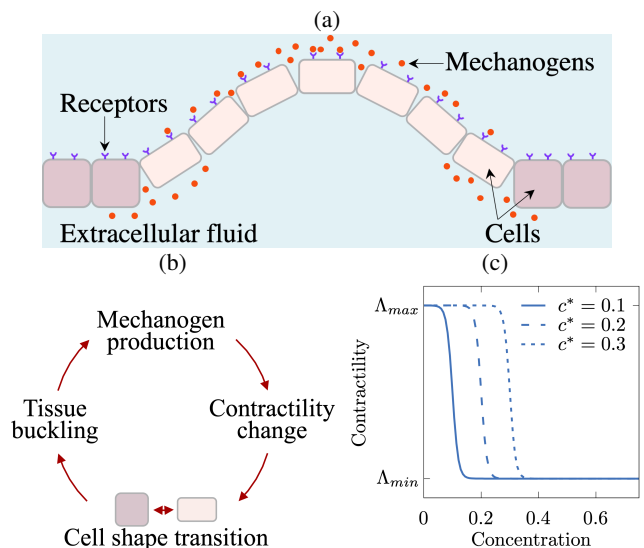 (a)
Mechanogens
Receptors
Extracellular fluid
Cells
(b)
Mechanogen
production
Tissue
buckling
Contractility
change
Cell shape transition
(c)
Λmax
c* = 0.1
c* = 0.2
c* = 0.3
Contractility
Λmin
0
0.2
0.4
0.6
Concentration